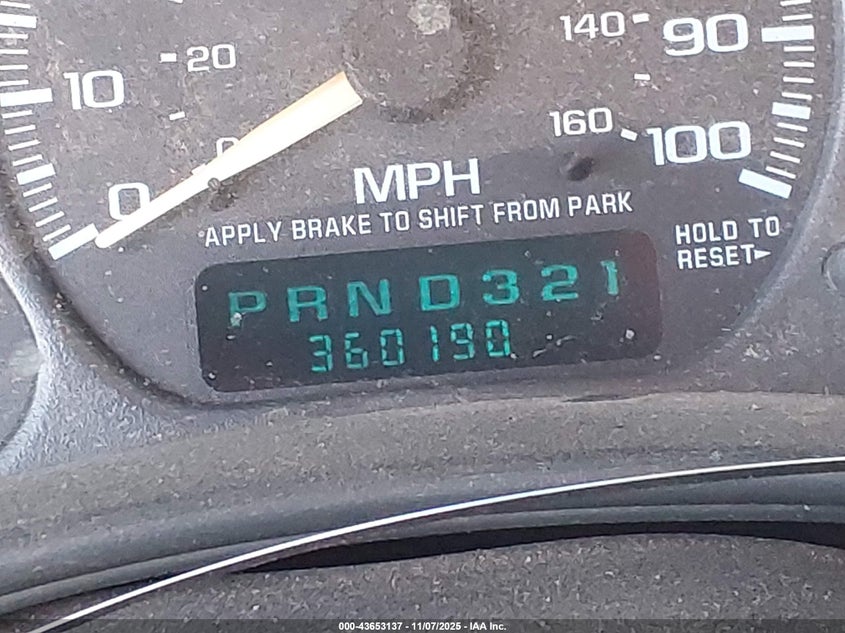 140 90
20
10
160 100
0
0
MPH
APPLY BRAKE TO SHIFT FROM PARK
HOLD TO
RESET
PRND321
360190
000-43653137 - 11/07/2025 - IAA Inc.